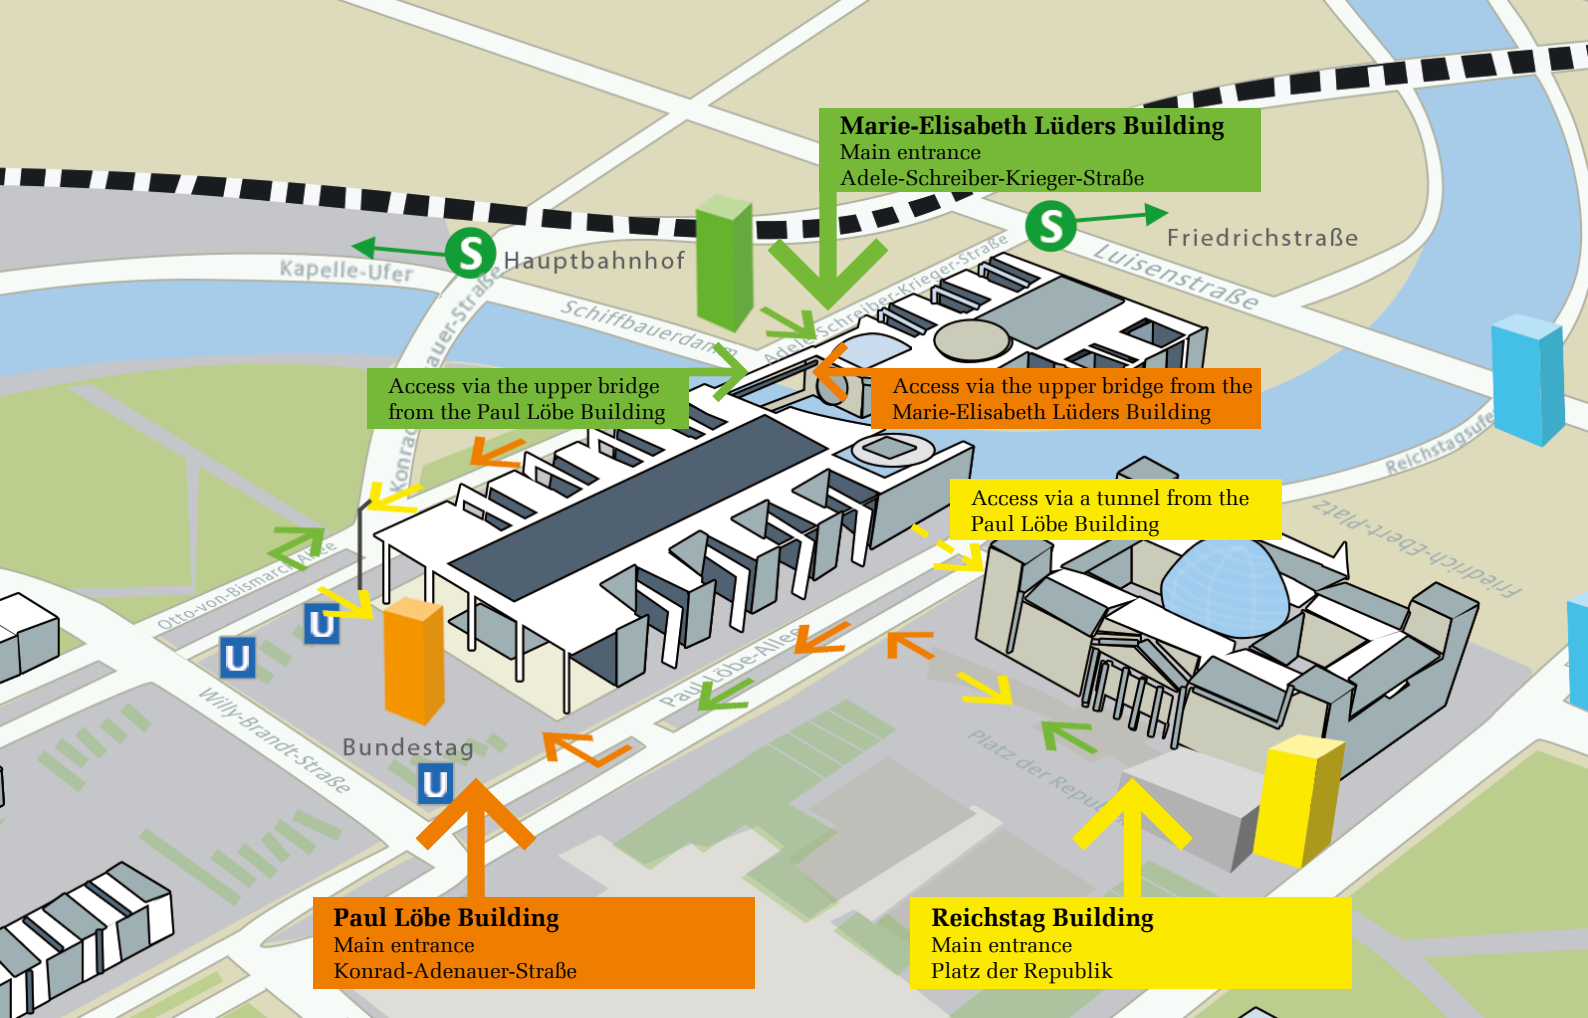 Marie-Elisabeth Lüders Building
Main entrance
Adele-Schreiber-Krieger-Straße
S
Friedrichstraße
S
Hauptbahnhof
Kapelle-Ufer
Luisenstraße
Schiffbauerdamm
Adele-Schreiber-Krieger-Straße
Access via the upper bridge
from the Paul Löbe Building
Access via the upper bridge from the
Marie-Elisabeth Lüders Building
Reichstagsufer
Access via a tunnel from the
Paul Löbe Building
Friedrich-Ebert-Platz
Otto-von-Bismarck-Allee
U
U
Paul-Löbe-Allee
Willy-Brandt-Straße
Bundestag
U
Platz der Republ
Paul Löbe Building
Main entrance
Konrad-Adenauer-Straße
Reichstag Building
Main entrance
Platz der Republik